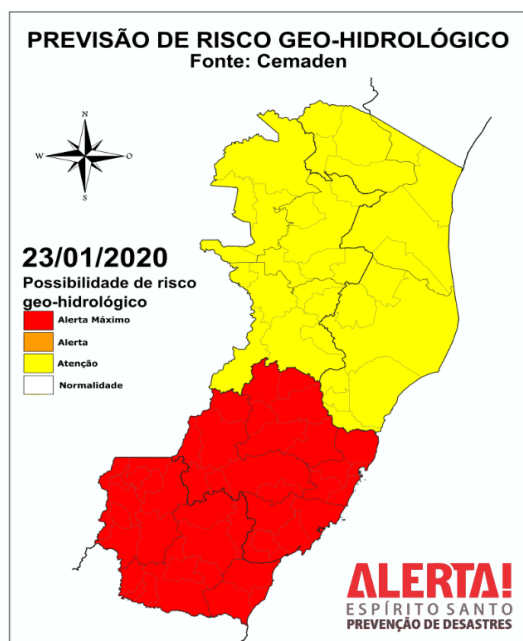 PREVISÃO DE RISCO GEO-HIDROLÓGICO
Fonte: Cemaden
N
W O
S
23/01/2020
Possibilidade de risco
geo-hidrológico
Alerta Máximo
Alerta
Atenção
Normalidade
ALERTA!
ESPÍRITO SANTO
PREVENÇÃO DE DESASTRES